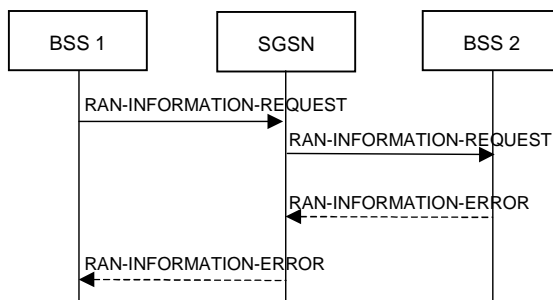 BSS 1
SGSN
BSS 2
RAN-INFORMATION-REQUEST
RAN-INFORMATION-REQUEST
RAN-INFORMATION-ERROR
RAN-INFORMATION-ERROR